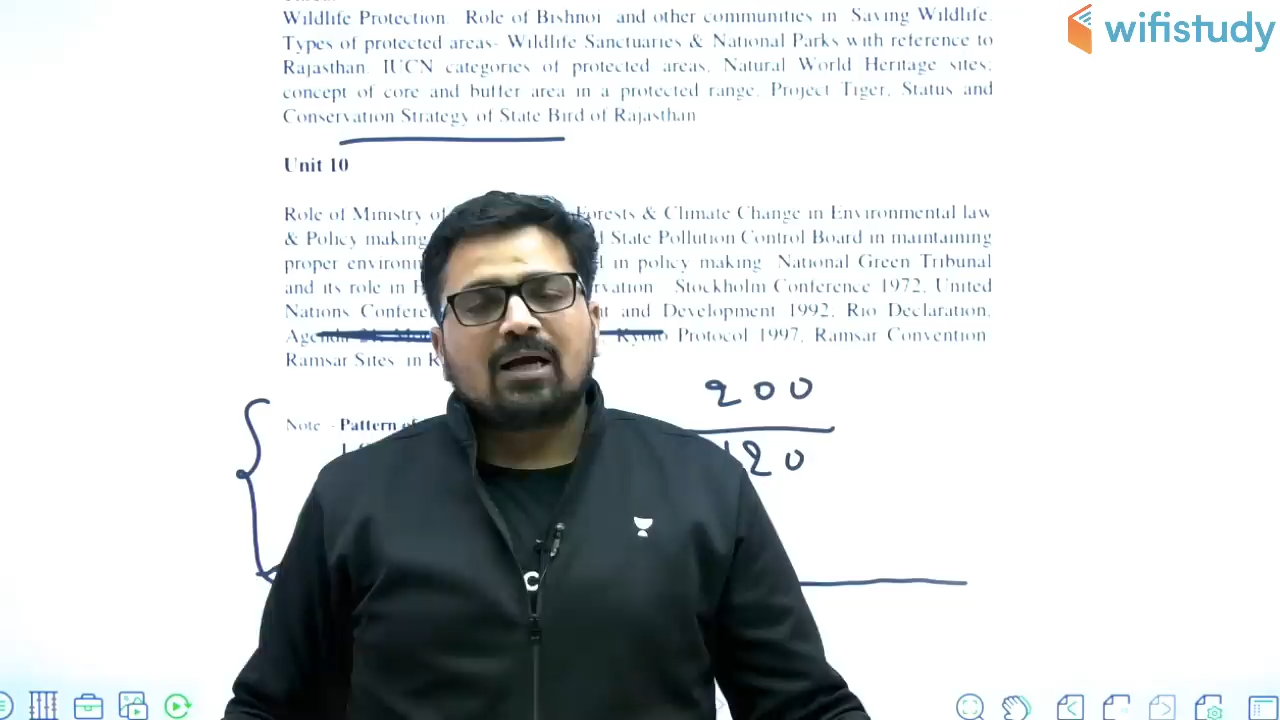 wifistudy
Wildlife Protection. Role of Bishnoi and other communities in Saving Wildlife.
Types of protected areas- Wildlife Sanctuaries & National Parks with reference to
Rajasthan. IUCN categories of protected areas, Natural World Heritage sites;
concept of core and buffer area in a protected range, Project Tiger, Status and
Conservation Strategy of State Bird of Rajasthan
Unit 10
Role of Ministry of Forests & Climate Change in Environmental law
& Policy making State Pollution Control Board in maintaining
proper in policy making National Green Tribunal
and its role in Stockholm Conference 1972, United
Nations and Development 1992, Rio Declaration,
Agenda Kyoto Protocol 1997, Ramsar Convention
Ramsar Sites in
200
Note - Pattern of
120